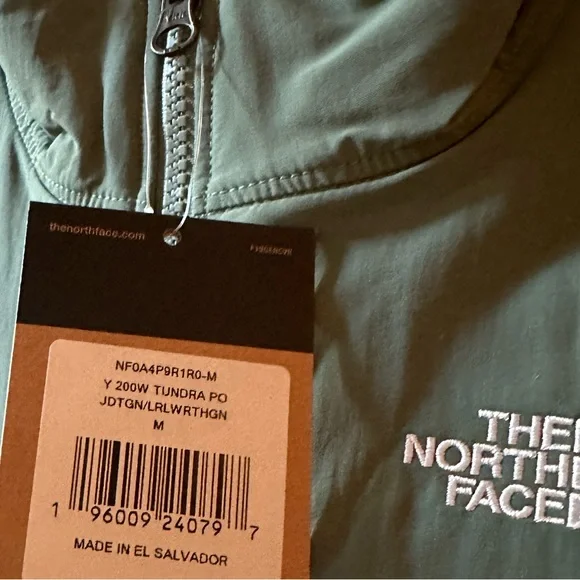 thenorthface.com
NF0A4P9R1R0-M
Y 200W TUNDRA PO
JDTGN/LRLWRTHGN
M
1 96009 24079 7
MADE IN EL SALVADOR
THE
NORTH
FACE